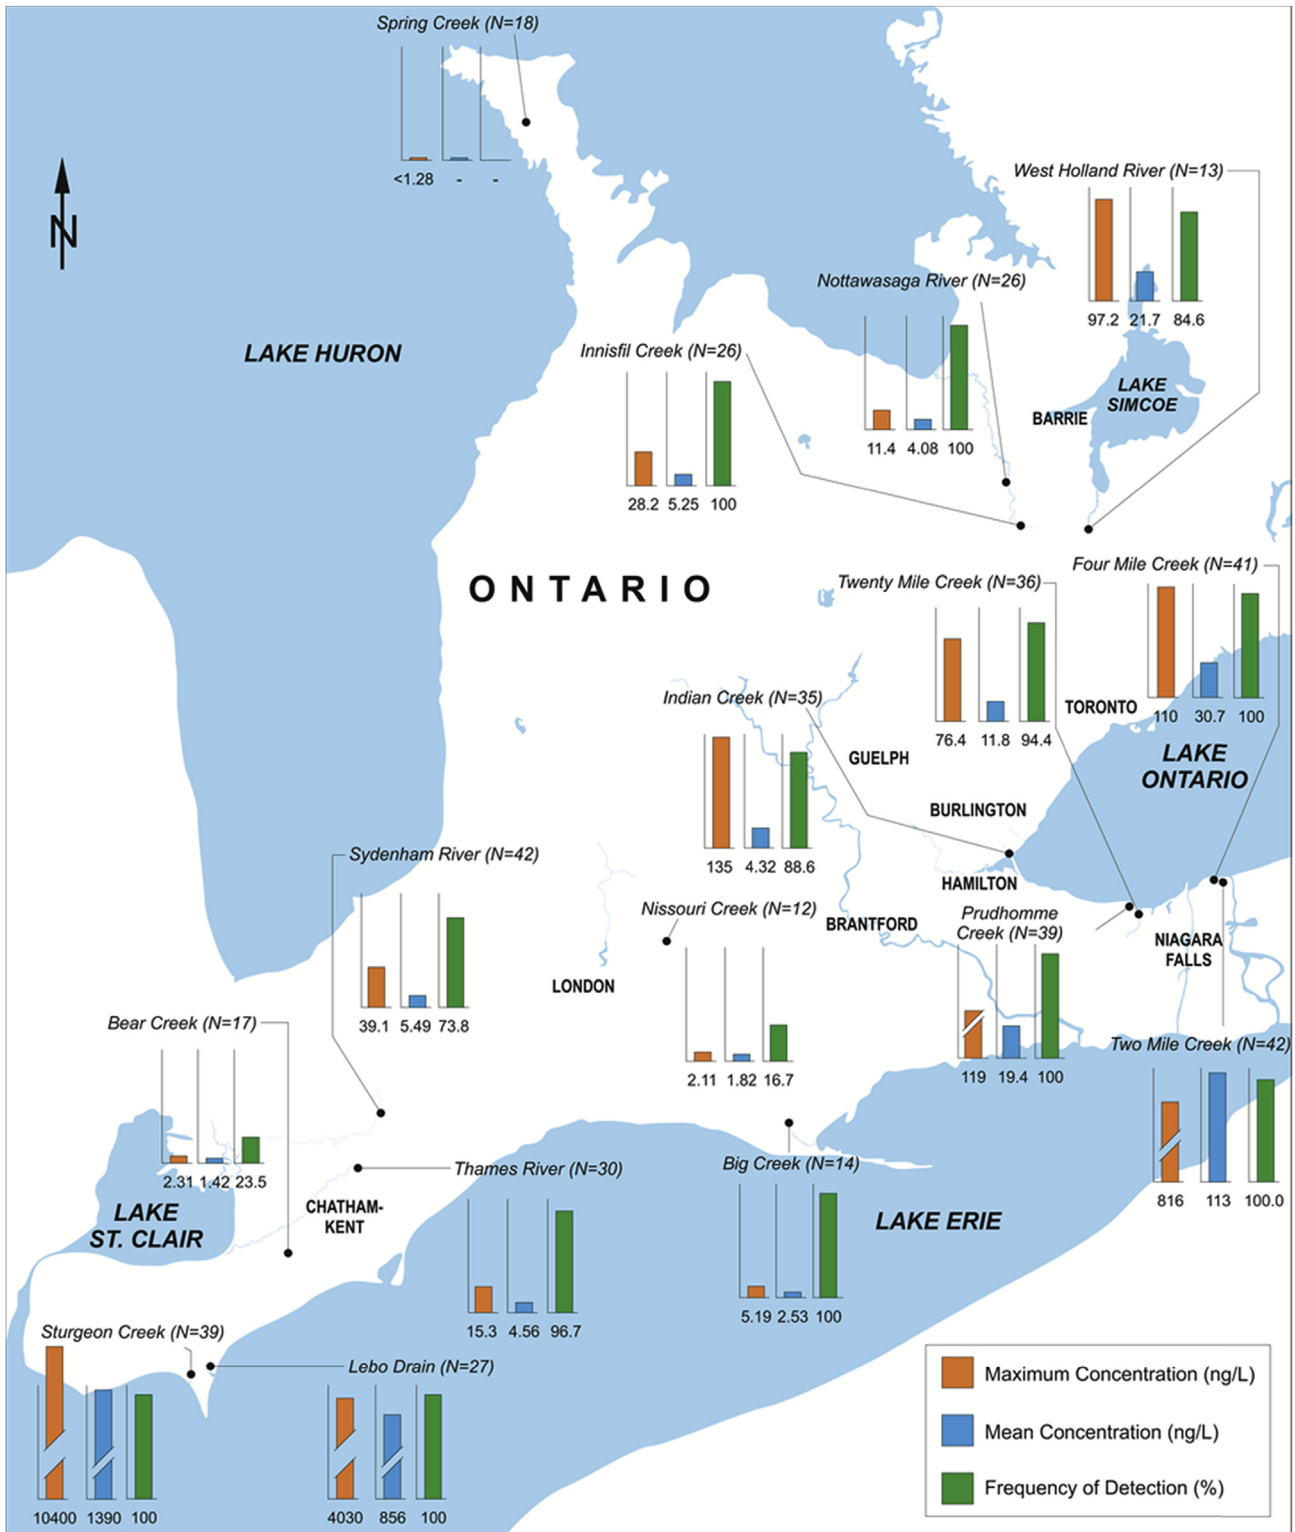 Spring Creek (N=18)
<1.28 - -
N
West Holland River (N=13)
97.2 21.7 84.6
Nottawasaga River (N=26)
11.4 4.08 100
Innisfil Creek (N=26)
28.2 5.25 100
LAKE HURON
LAKE
SIMCOE
BARRIE
ONTARIO
Four Mile Creek (N=41)
110 30.7 100
Twenty Mile Creek (N=36)
76.4 11.8 94.4
TORONTO
Indian Creek (N=35)
135 4.32 88.6
GUELPH
LAKE
ONTARIO
BURLINGTON
HAMILTON
Sydenham River (N=42)
39.1 5.49 73.8
Nissouri Creek (N=12)
2.11 1.82 16.7
BRANTFORD
Prudhomme
Creek (N=39)
119 19.4 100
NIAGARA
FALLS
LONDON
Bear Creek (N=17)
2.31 1.42 23.5
Two Mile Creek (N=42)
816 113 100.0
Thames River (N=30)
15.3 4.56 96.7
Big Creek (N=14)
5.19 2.53 100
CHATHAM-
KENT
LAKE
ST. CLAIR
LAKE ERIE
Sturgeon Creek (N=39)
10400 1390 100
Lebo Drain (N=27)
4030 856 100
Maximum Concentration (ng/L)
Mean Concentration (ng/L)
Frequency of Detection (%)